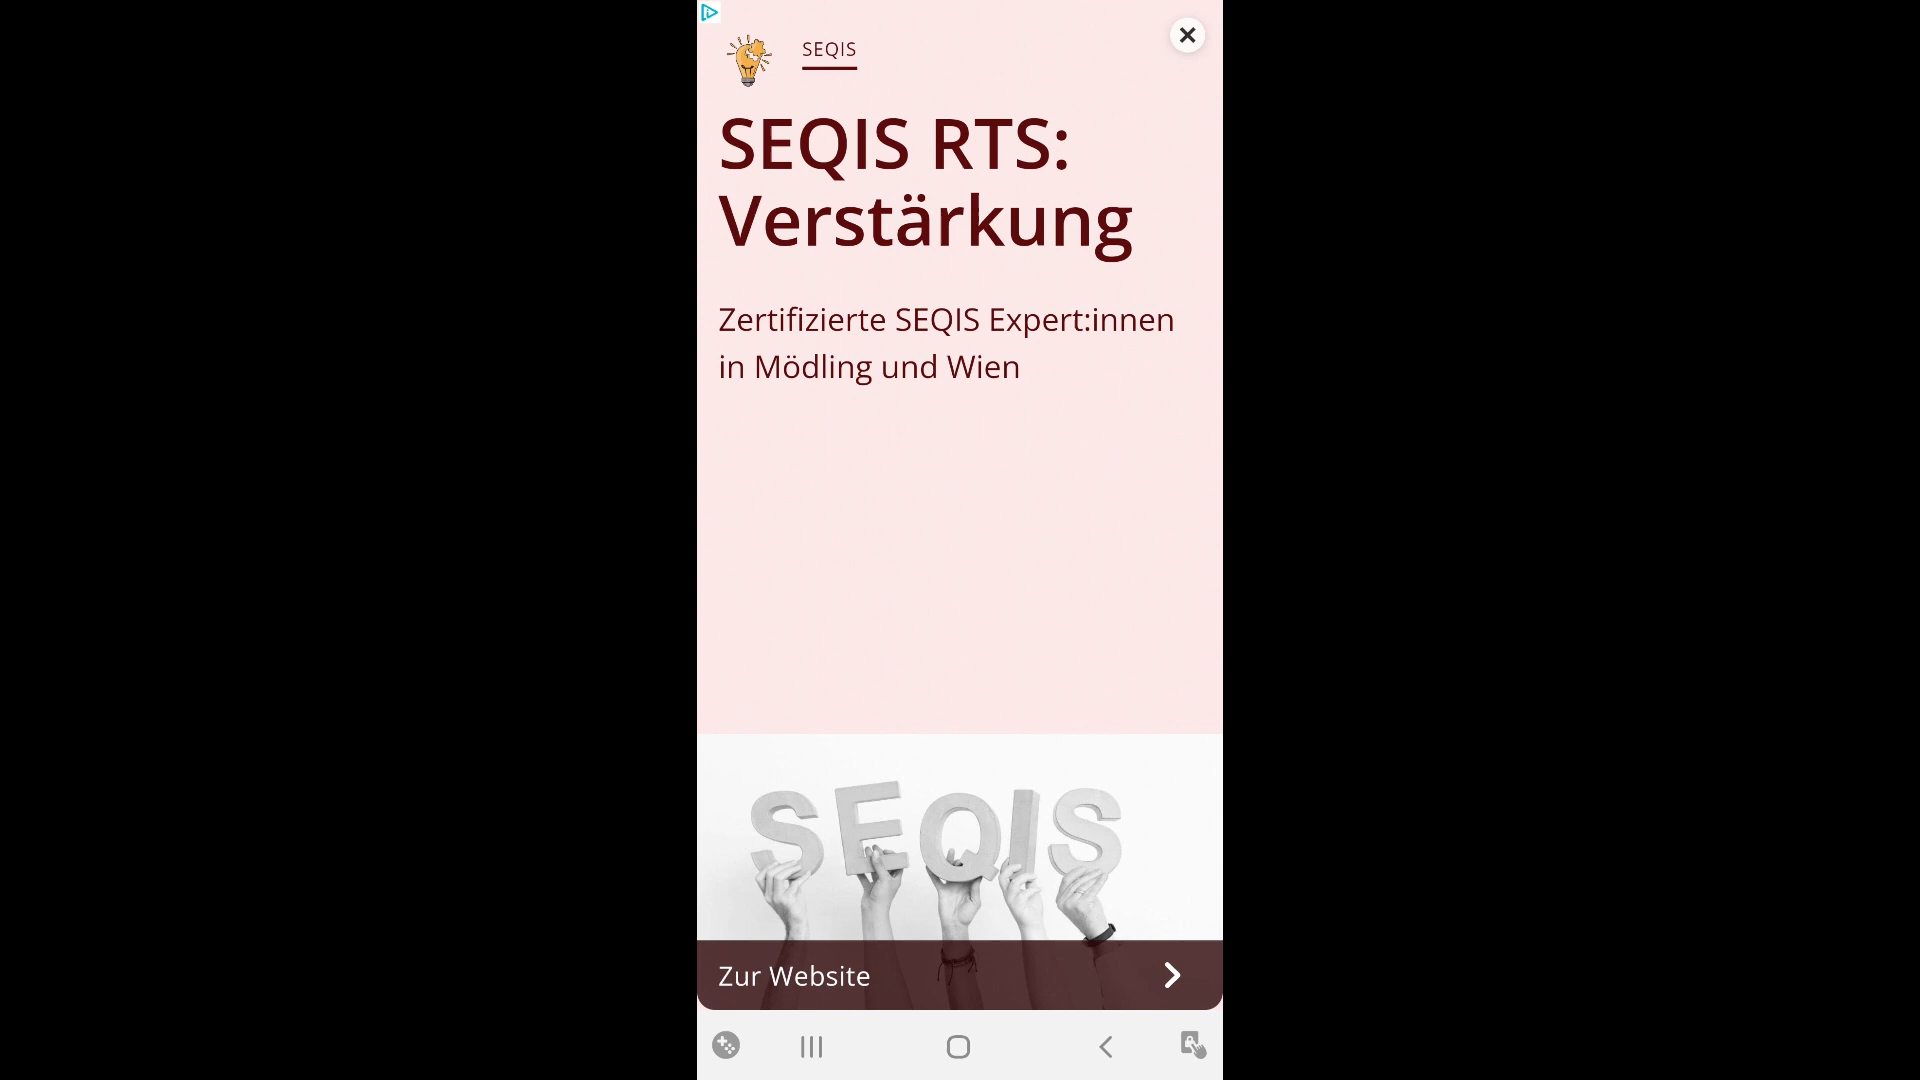 SEQIS
SEQIS RTS:
Verstärkung
Zertifizierte SEQIS Expert:innen
in Mödling und Wien
SEQIS
Zur Website